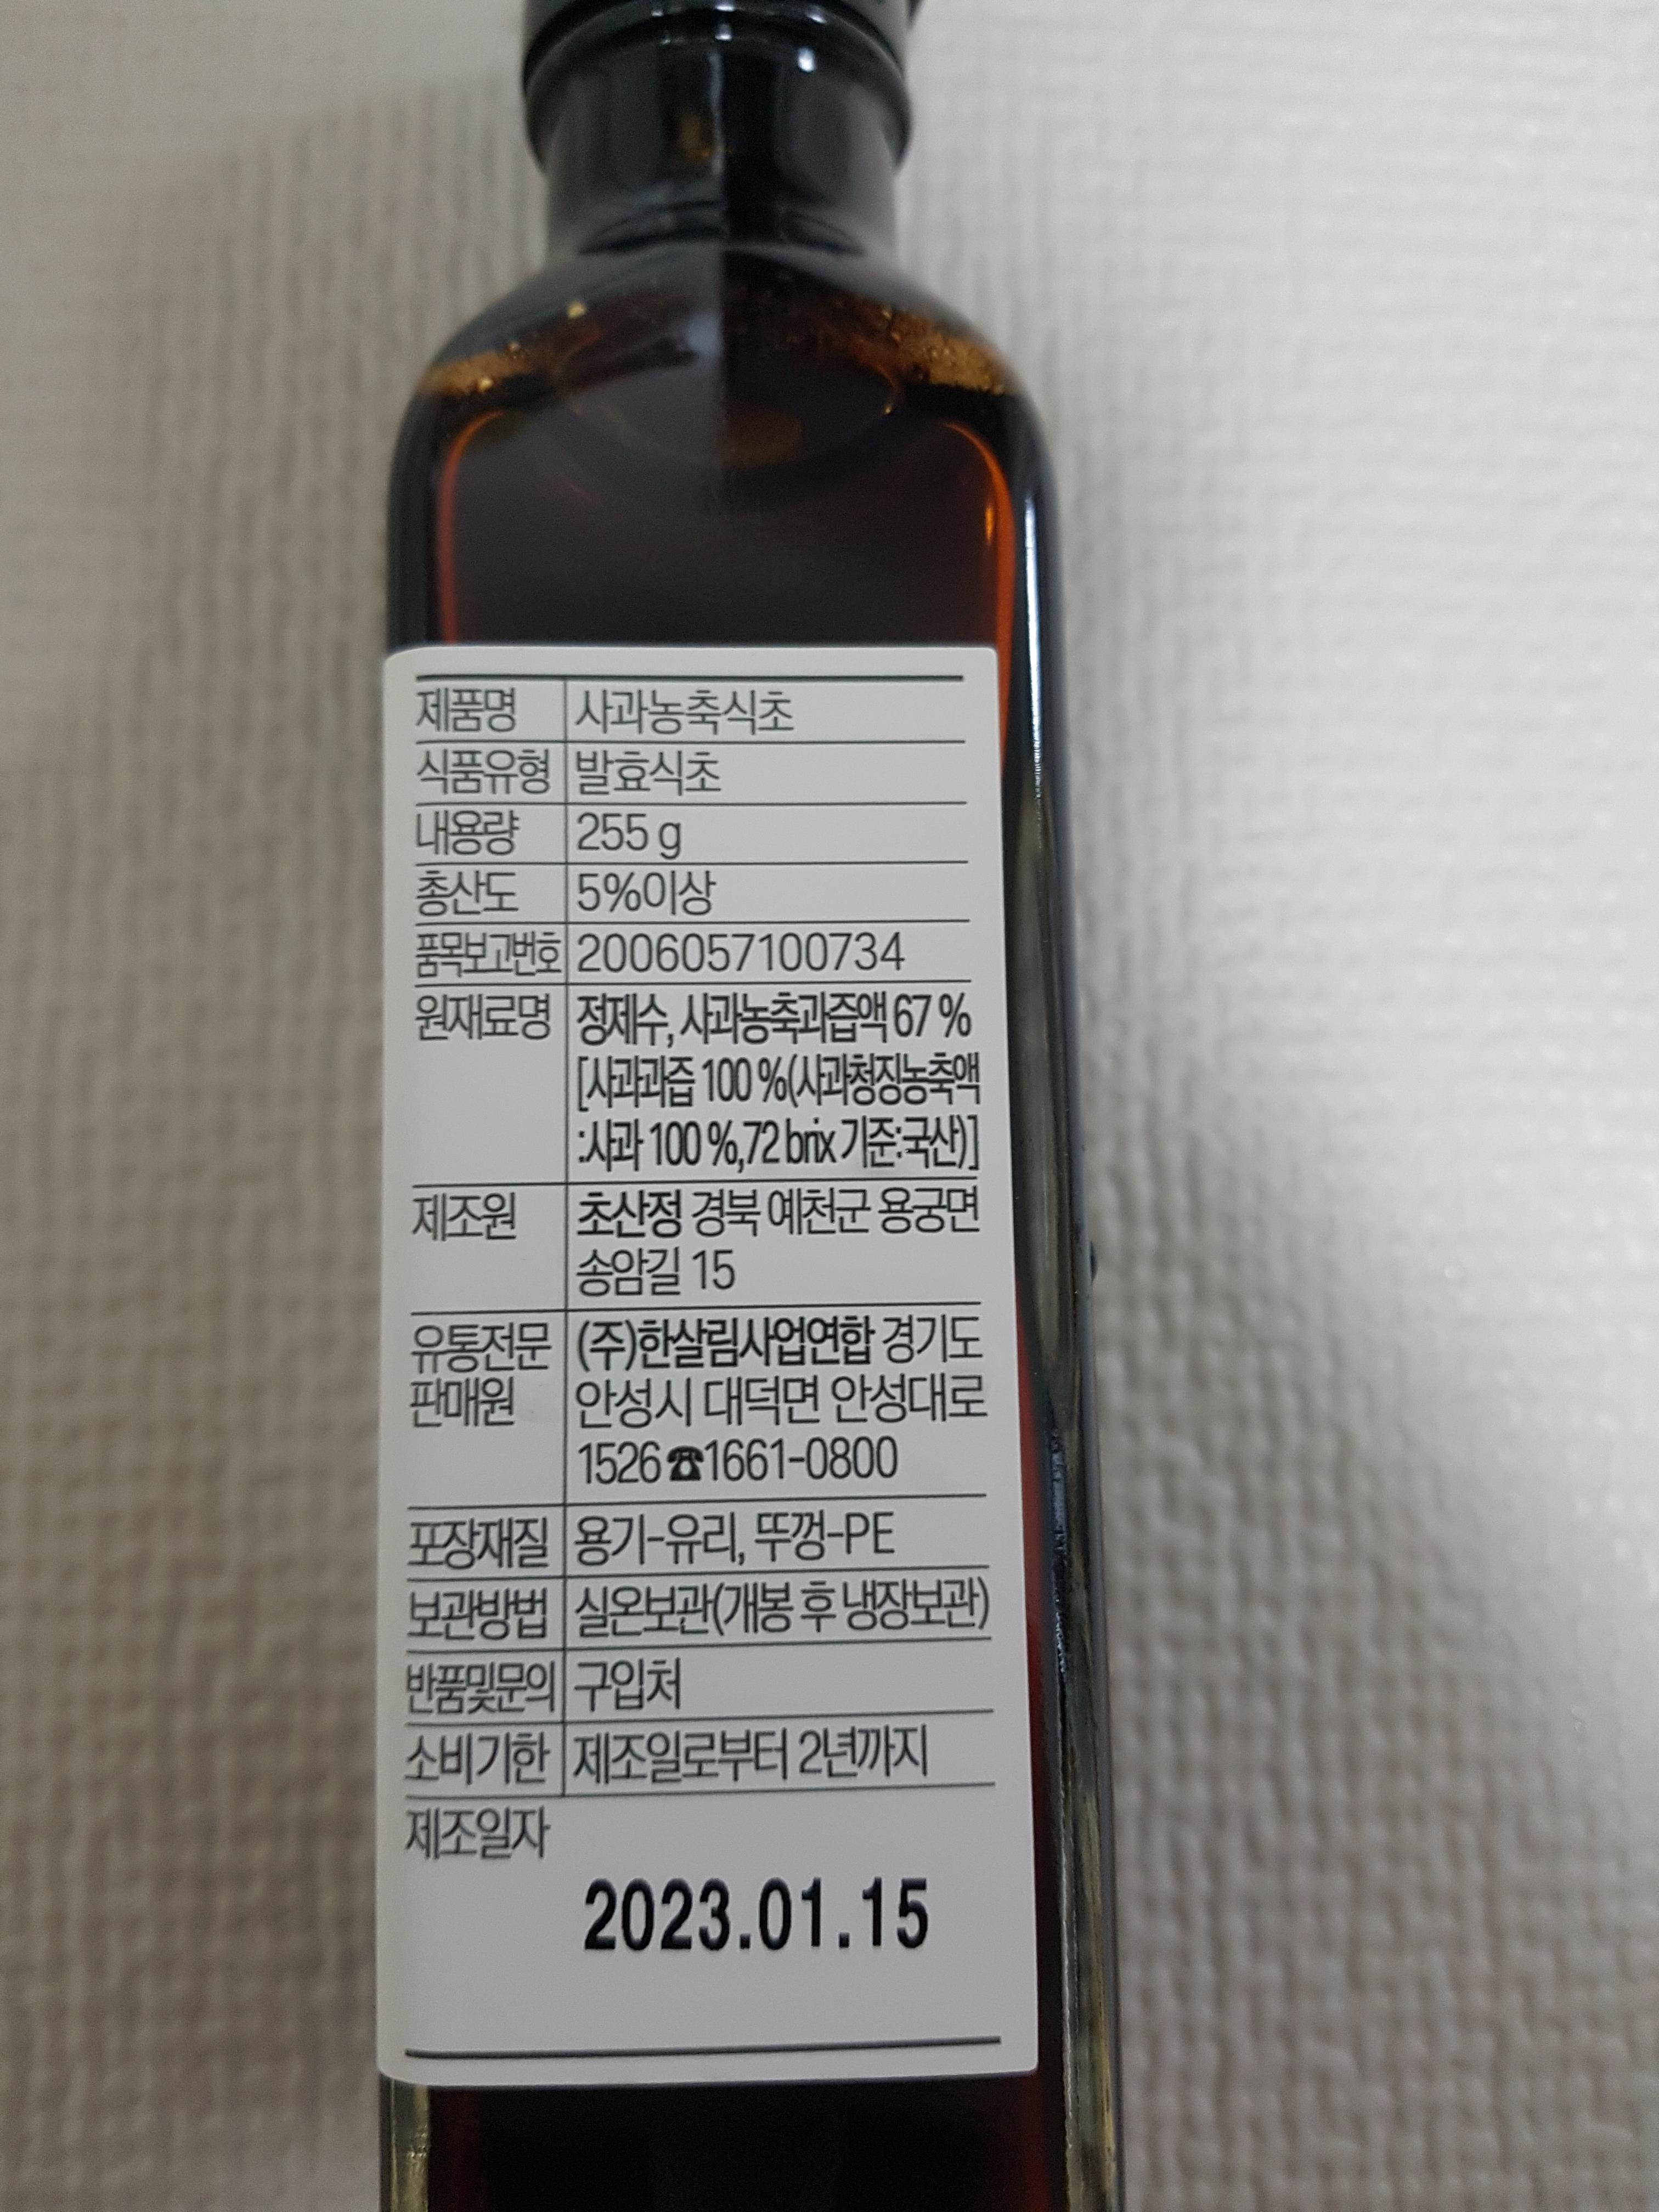 제품명 사과농축식초
식품유형 발효식초
내용량 255 g
총산도 5%이상
품목보고번호 2006057100734
원재료명 정제수, 사과농축과즙액 67 %
[사과과즙 100 %(사과청징농축액
:사과 100 %,72 brix 기준:국산)]
제조원 초산정 경북 예천군 용궁면
송암길 15
유통전문 (주)한살림사업연합 경기도
판매원 안성시 대덕면 안성대로
1526☎1661-0800
포장재질 용기-유리, 뚜껑-PE
보관방법 실온보관(개봉 후 냉장보관)
반품및문의 구입처
소비기한 제조일로부터 2년까지
제조일자
2023.01.15